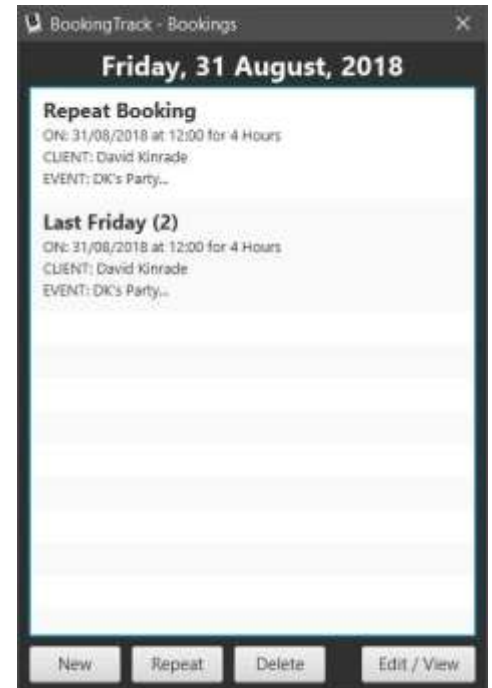 BookingTrack - Bookings
Friday, 31 August, 2018
Repeat Booking
ON: 31/08/2018 at 12:00 for 4 Hours
CLIENT: David Kinrade
EVENT: DK's Party...
Last Friday (2)
ON: 31/08/2018 at 12:00 for 4 Hours
CLIENT: David Kinrade
EVENT: DK's Party...
New
Repeat
Delete
Edit / View